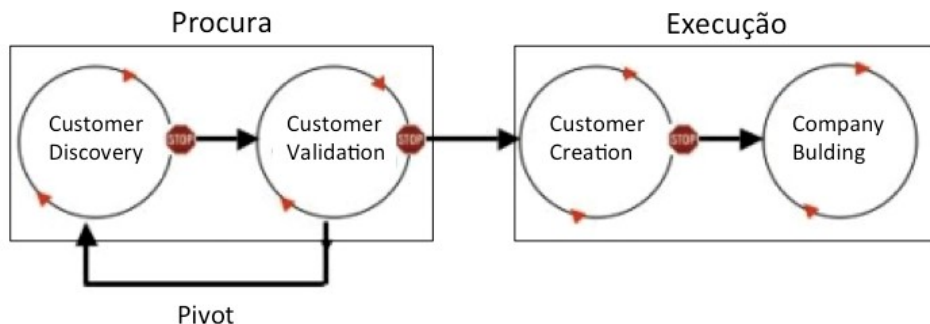 Procura
Execução
Customer
Discovery
STOP
Customer
Validation
STOP
Customer
Creation
STOP
Company
Bulding
Pivot